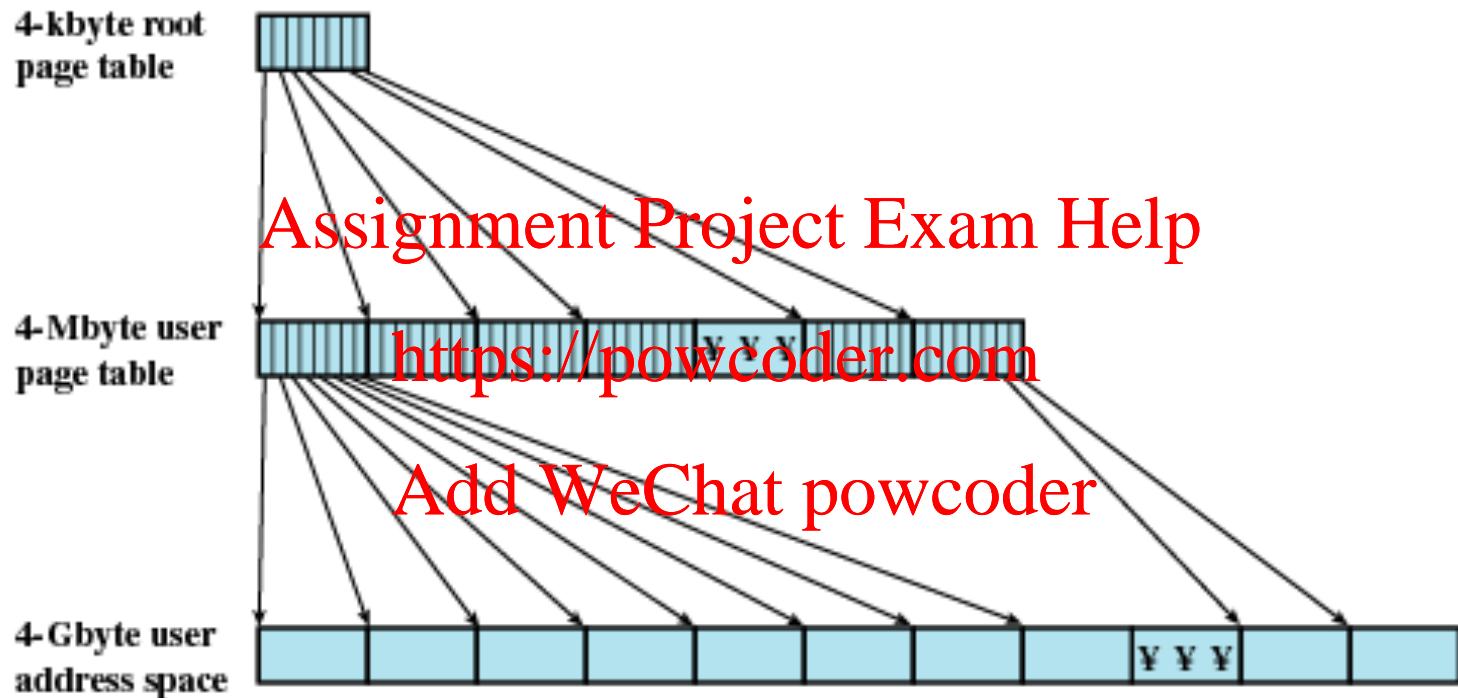 4-kbyte root
page table
Assignment Project Exam Help
4-Mbyte user
page table
¥ ¥ ¥
https://powcoder.com
Add WeChat powcoder
4-Gbyte user
address space
¥ ¥ ¥